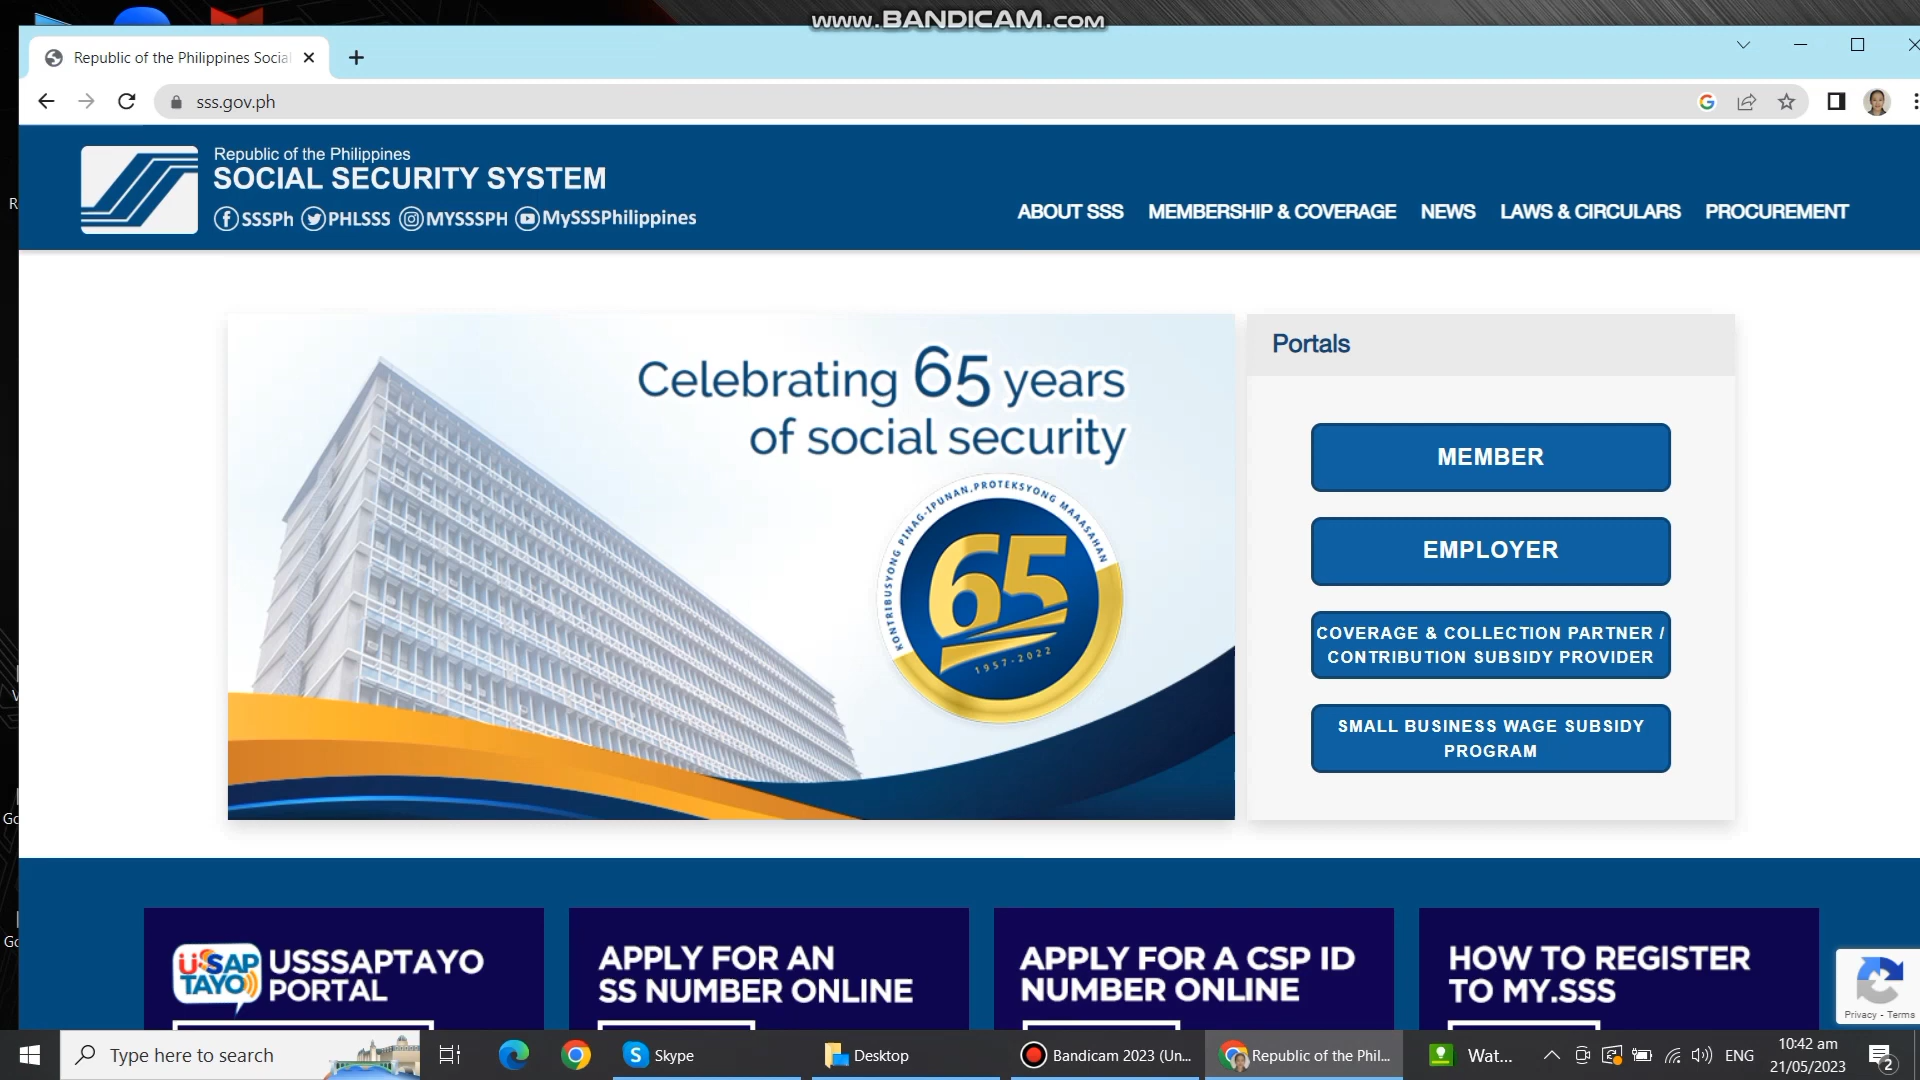 www.BANDICAM.com
Republic of the Philippines Social
sss.gov.ph
Republic of the Philippines
SOCIAL SECURITY SYSTEM
SSSPh PHLSSS MYSSSPH MySSSPhilippines
ABOUT SSS MEMBERSHIP & COVERAGE NEWS LAWS & CIRCULARS PROCUREMENT
Celebrating 65 years
of social security
KONTRIBUSYONG PINAG-IPUNAN, PROTEKSYONG MAAASAHAN
65
1957-2022
Portals
MEMBER
EMPLOYER
COVERAGE & COLLECTION PARTNER /
CONTRIBUTION SUBSIDY PROVIDER
SMALL BUSINESS WAGE SUBSIDY
PROGRAM
USAP
TAYO
USSSAPTAYO
PORTAL
APPLY FOR AN
SS NUMBER ONLINE
APPLY FOR A CSP ID
NUMBER ONLINE
HOW TO REGISTER
TO MY.SSS
Privacy - Terms
R
Go
Go
Type here to search
Skype
Desktop
Bandicam 2023 (Un...
Republic of the Phil...
Wat...
ENG
10:42 am
21/05/2023
2